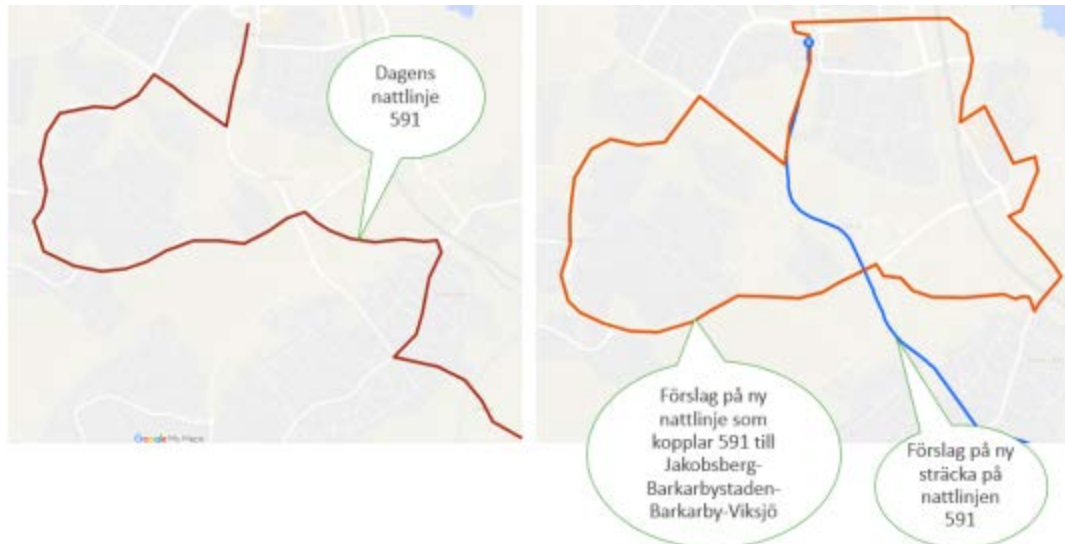 Dagens
nattlinje
591
Google My Maps
Förslag på ny
nattlinje som
kopplar 591 till
Jakobsberg-
Barkarbystaden-
Barkarby-Viksjö
Förslag på ny
sträcka på
nattlinjen
591